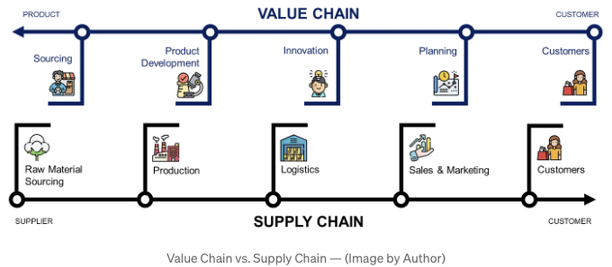 VALUE CHAIN
PRODUCT
CUSTOMER
Sourcing
Product
Development
Innovation
Planning
Customers
Raw Material
Sourcing
Production
Logistics
Sales & Marketing
Customers
SUPPLIER
SUPPLY CHAIN
CUSTOMER
Value Chain vs. Supply Chain — (Image by Author)